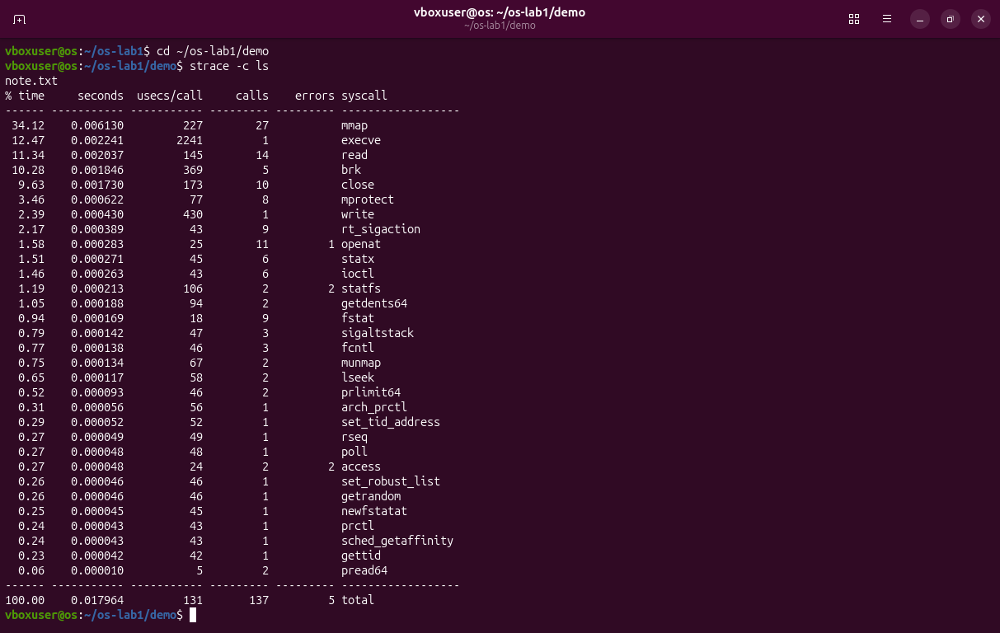 vboxuser@os: ~/os-lab1/demo
~/os-lab1/demo
vboxuser@os:~/os-lab1$ cd ~/os-lab1/demo
vboxuser@os:~/os-lab1/demo$ strace -c ls
note.txt
% time     seconds  usecs/call     calls    errors syscall
------ ----------- ----------- --------- --------- ------------------
 34.12    0.006130         227        27           mmap
 12.47    0.002241        2241         1           execve
 11.34    0.002037         145        14           read
 10.28    0.001846         369         5           brk
  9.63    0.001730         173        10           close
  3.46    0.000622          77         8           mprotect
  2.39    0.000430         430         1           write
  2.17    0.000389          43         9           rt_sigaction
  1.58    0.000283          25        11         1 openat
  1.51    0.000271          45         6           statx
  1.46    0.000263          43         6           ioctl
  1.19    0.000213         106         2         2 statfs
  1.05    0.000188          94         2           getdents64
  0.94    0.000169          18         9           fstat
  0.79    0.000142          47         3           sigaltstack
  0.77    0.000138          46         3           fcntl
  0.75    0.000134          67         2           munmap
  0.65    0.000117          58         2           lseek
  0.52    0.000093          46         2           prlimit64
  0.31    0.000056          56         1           arch_prctl
  0.29    0.000052          52         1           set_tid_address
  0.27    0.000049          49         1           rseq
  0.27    0.000048          48         1           poll
  0.27    0.000048          24         2         2 access
  0.26    0.000046          46         1           set_robust_list
  0.26    0.000046          46         1           getrandom
  0.25    0.000045          45         1           newfstatat
  0.24    0.000043          43         1           prctl
  0.24    0.000043          43         1           sched_getaffinity
  0.23    0.000042          42         1           gettid
  0.06    0.000010           5         2           pread64
------ ----------- ----------- --------- --------- ------------------
100.00    0.017964         131       137         5 total
vboxuser@os:~/os-lab1/demo$